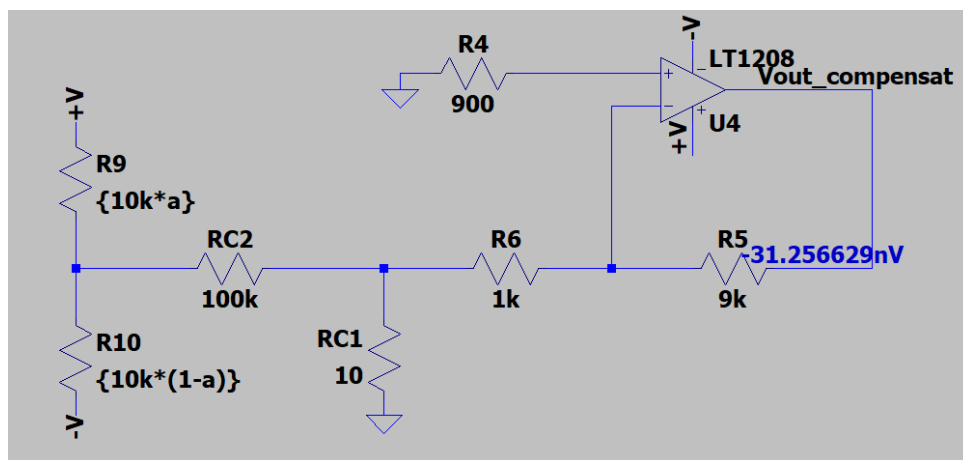 +V
R9
{10k*a}
R10
{10k*(1-a)}
-V
RC2
100k
RC1
10
R4
900
R6
1k
-V
LT1208
Vout_compensat
U4
+V
R5
-31.256629nV
9k